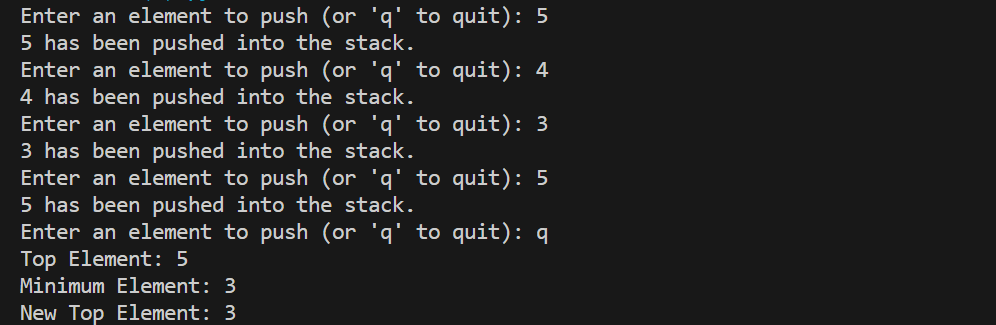 Enter an element to push (or 'q' to quit): 5
5 has been pushed into the stack.
Enter an element to push (or 'q' to quit): 4
4 has been pushed into the stack.
Enter an element to push (or 'q' to quit): 3
3 has been pushed into the stack.
Enter an element to push (or 'q' to quit): 5
5 has been pushed into the stack.
Enter an element to push (or 'q' to quit): q
Top Element: 5
Minimum Element: 3
New Top Element: 3